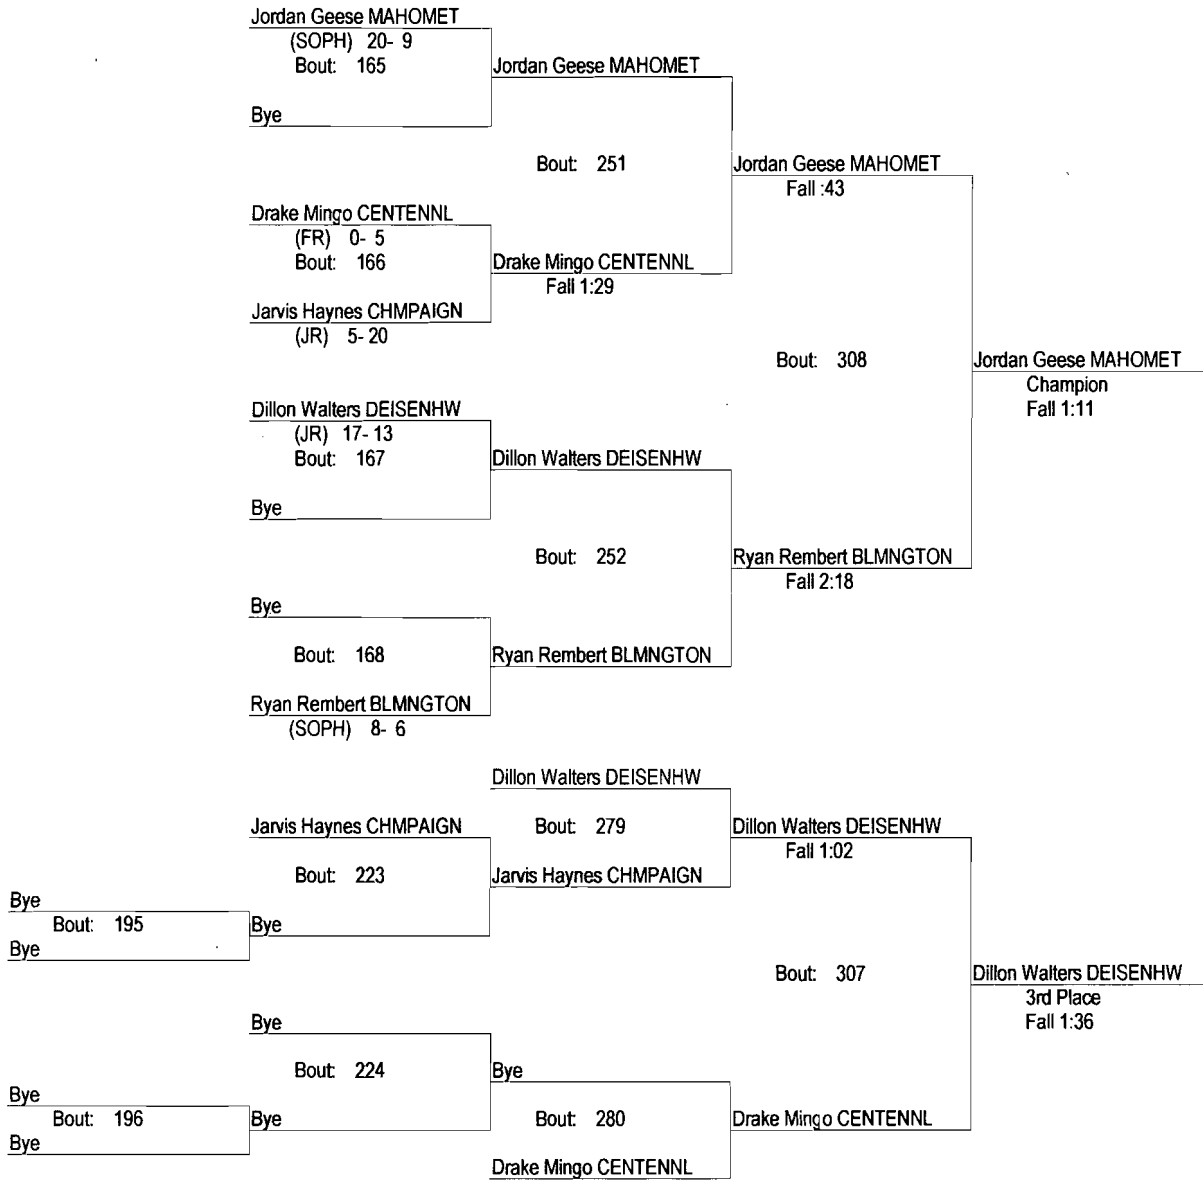 Jordan Geese MAHOMET
(SOPH) 20- 9
Bout: 165
Jordan Geese MAHOMET
Bye
Bout: 251
Jordan Geese MAHOMET
Fall :43
Drake Mingo CENTENNL
(FR) 0- 5
Bout: 166
Drake Mingo CENTENNL
Fall 1:29
Jarvis Haynes CHMPAIGN
(JR) 5- 20
Bout: 308
Jordan Geese MAHOMET
Champion
Fall 1:11
Dillon Walters DEISENHW
(JR) 17- 13
Bout: 167
Dillon Walters DEISENHW
Bye
Bout: 252
Ryan Rembert BLMNGTON
Fall 2:18
Bye
Bout: 168
Ryan Rembert BLMNGTON
Ryan Rembert BLMNGTON
(SOPH) 8- 6
Dillon Walters DEISENHW
Jarvis Haynes CHMPAIGN
Bout: 279
Dillon Walters DEISENHW
Fall 1:02
Bout: 223
Jarvis Haynes CHMPAIGN
Bye
Bout: 195
Bye
Bye
Bout: 307
Dillon Walters DEISENHW
3rd Place
Fall 1:36
Bye
Bout: 224
Bye
Bye
Bout: 196
Bye
Bye
Bout: 280
Drake Mingo CENTENNL
Drake Mingo CENTENNL